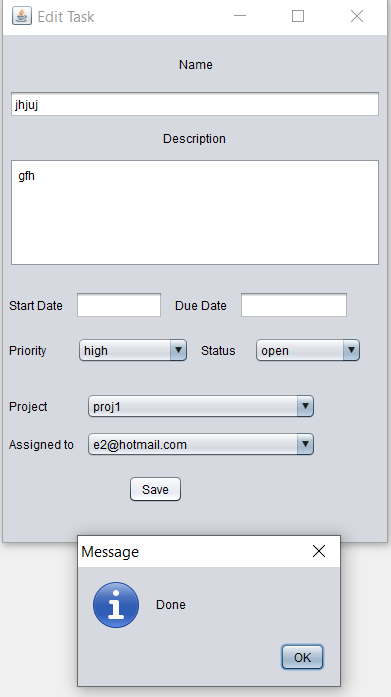 Edit Task
Name
jhjuj
Description
gfh
Start Date Due Date
Priority high Status open
Project proj1
Assigned to e2@hotmail.com
Save
Message
Done
OK